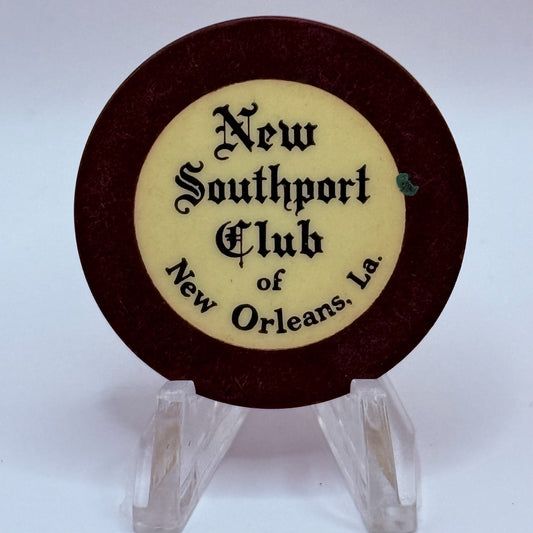 New
Southport
Club
of
New Orleans, La.